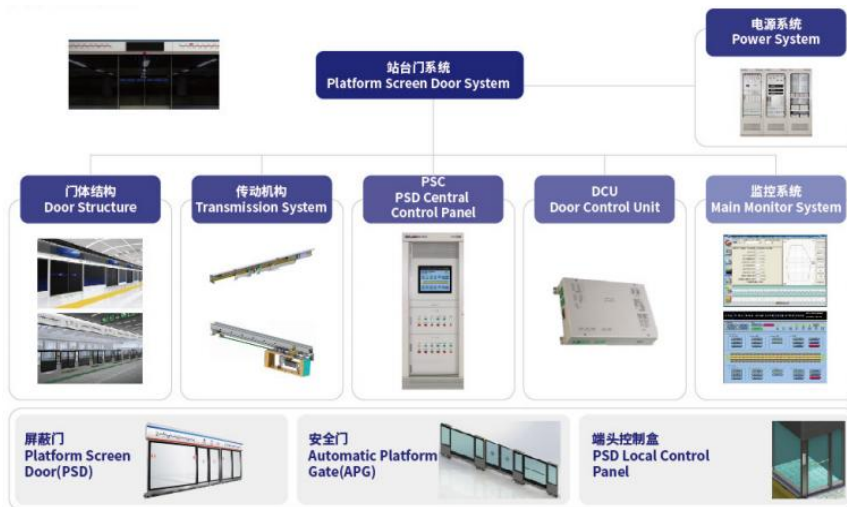 电源系统
Power System
站台门系统
Platform Screen Door System
门体结构
Door Structure
传动机构
Transmission System
PSC
PSD Central
Control Panel
DCU
Door Control Unit
监控系统
Main Monitor System
屏蔽门
Platform Screen
Door(PSD)
安全门
Automatic Platform
Gate(APG)
端头控制盒
PSD Local Control
Panel